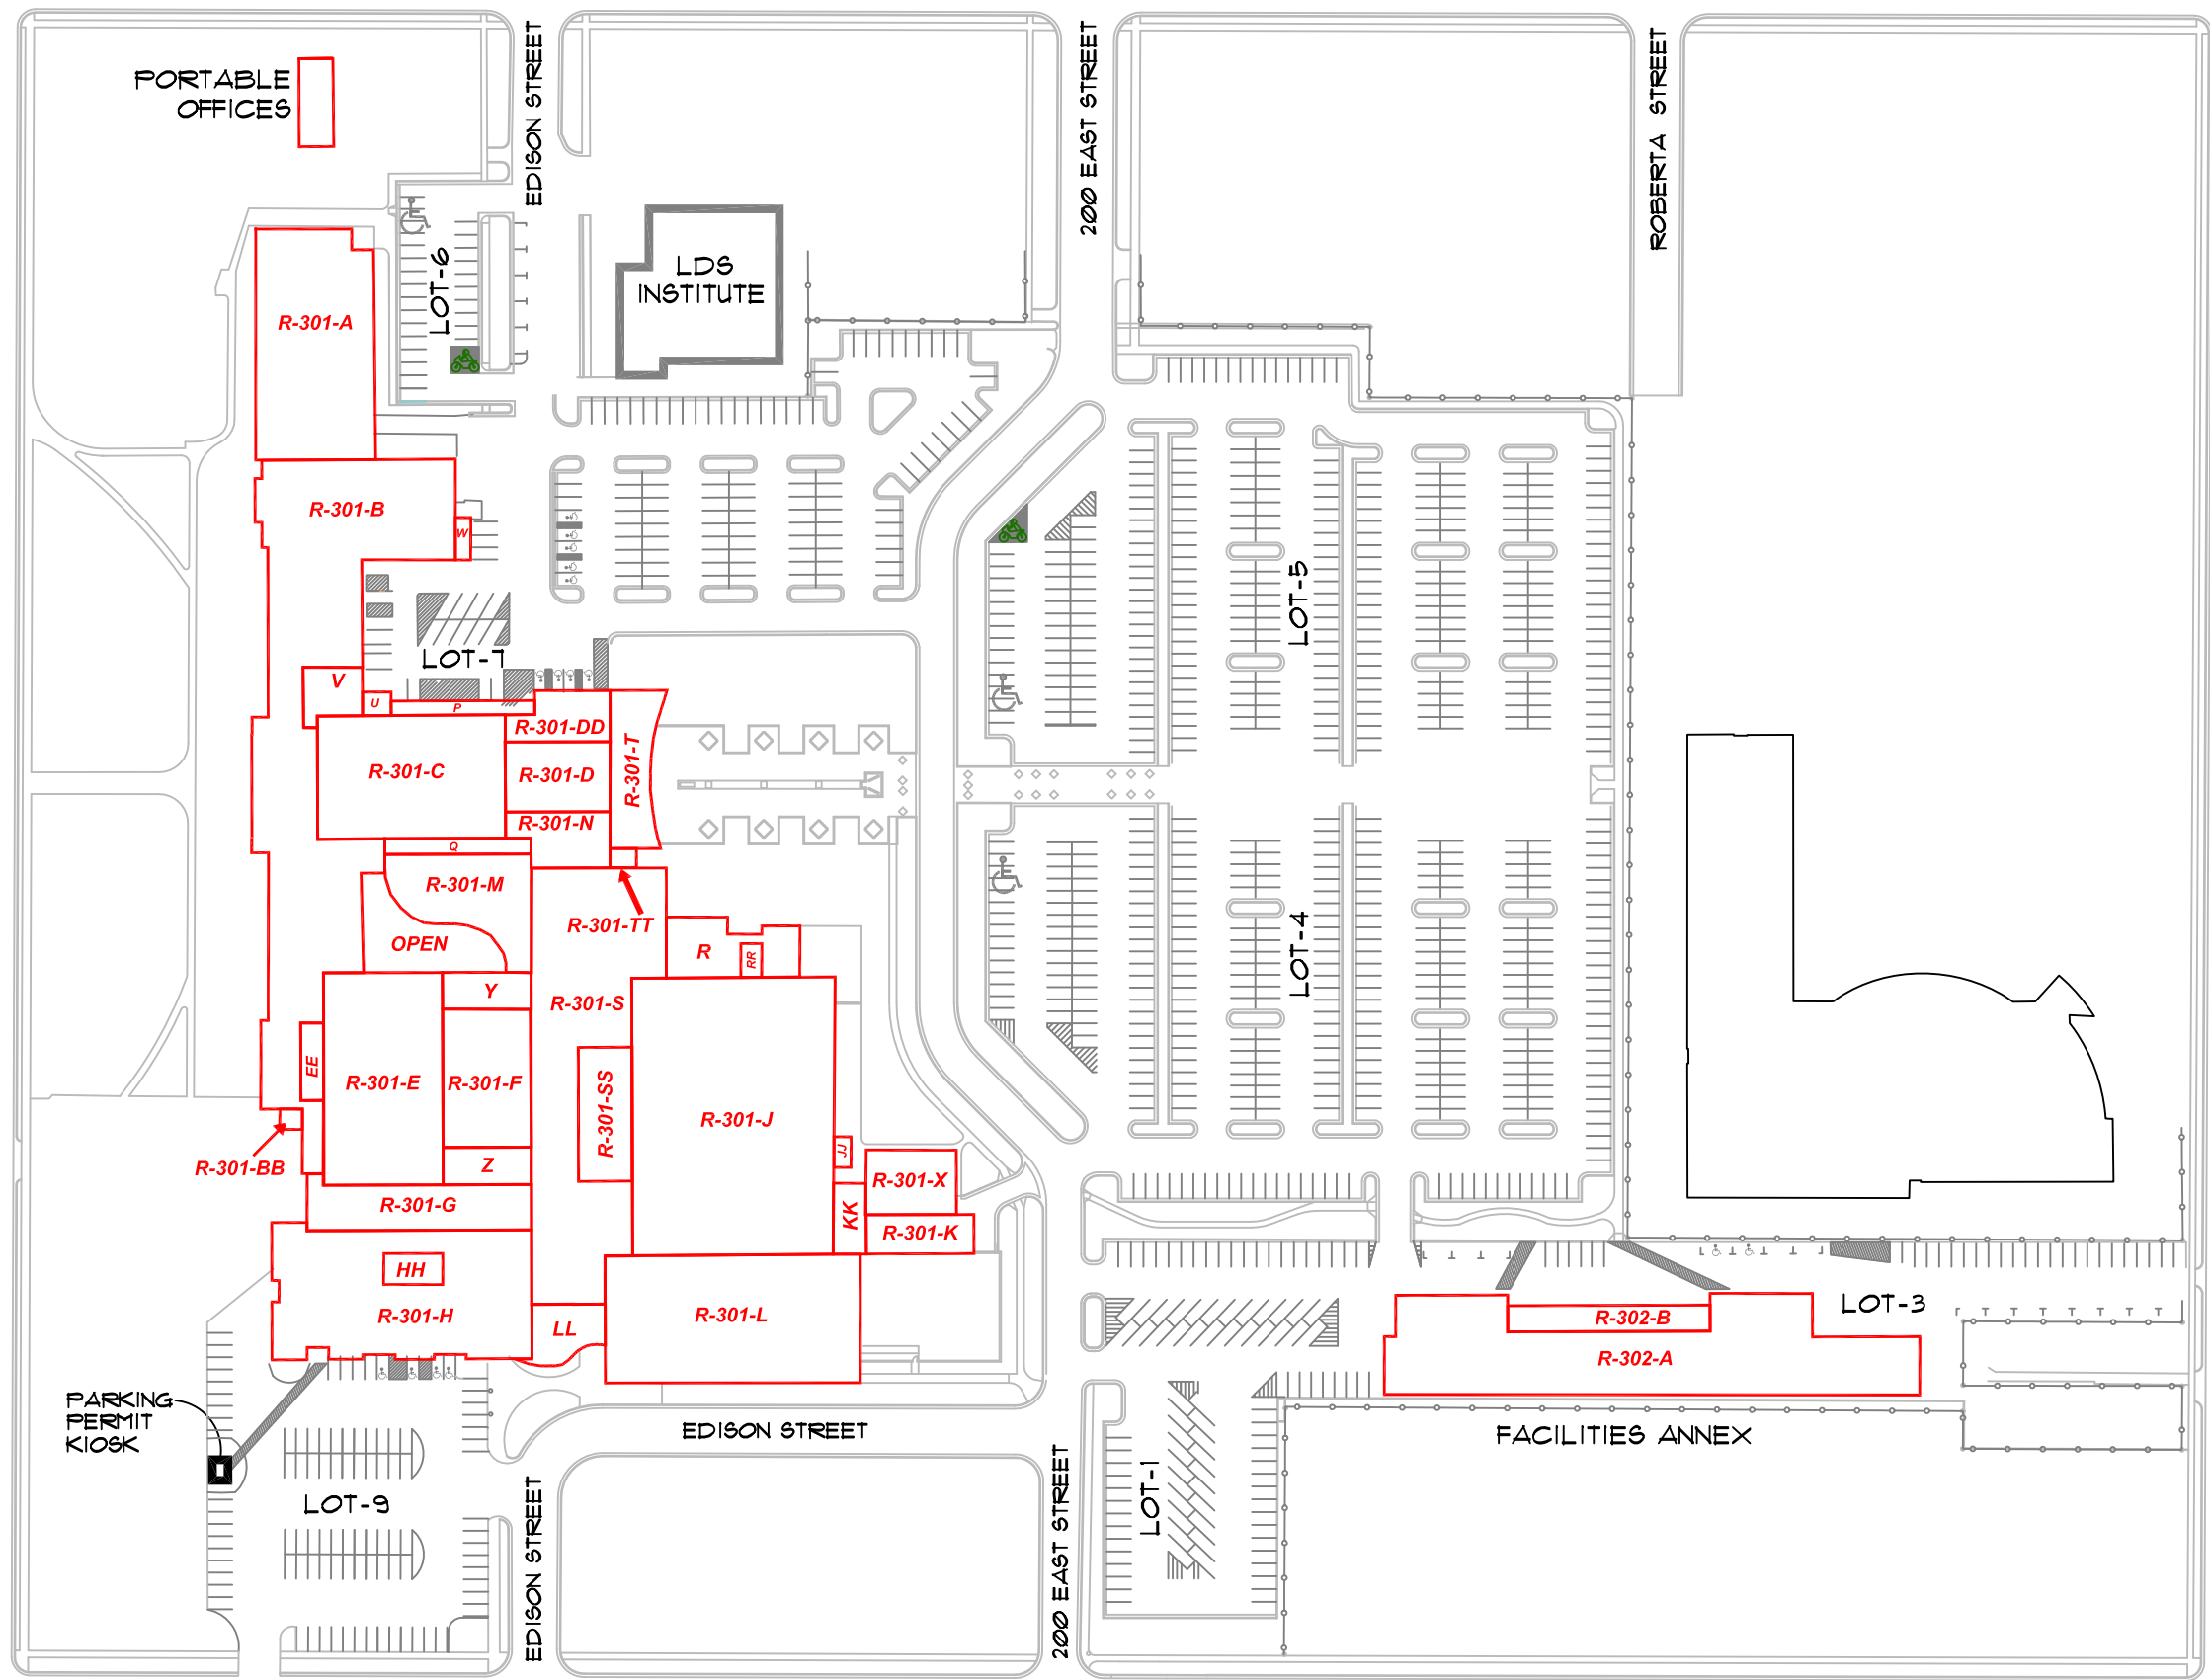 EDISON STREET
200 EAST STREET
ROBERTA STREET
PORTABLE
OFFICES
LOT-6
LDS
INSTITUTE
R-301-A
R-301-B
W
LOT-7
LOT-5
V
U
P
R-301-DD
R-301-C
R-301-D
R-301-T
R-301-N
Q
R-301-M
R-301-TT
OPEN
R
RR
LOT-4
Y
R-301-S
EE
R-301-E
R-301-F
R-301-SS
R-301-J
JJ
R-301-BB
Z
R-301-X
R-301-G
KK
R-301-K
HH
R-301-H
LL
R-301-L
LOT-3
R-302-B
R-302-A
PARKING
PERMIT
KIOSK
EDISON STREET
FACILITIES ANNEX
LOT-9
EDISON STREET
200 EAST STREET
LOT-1